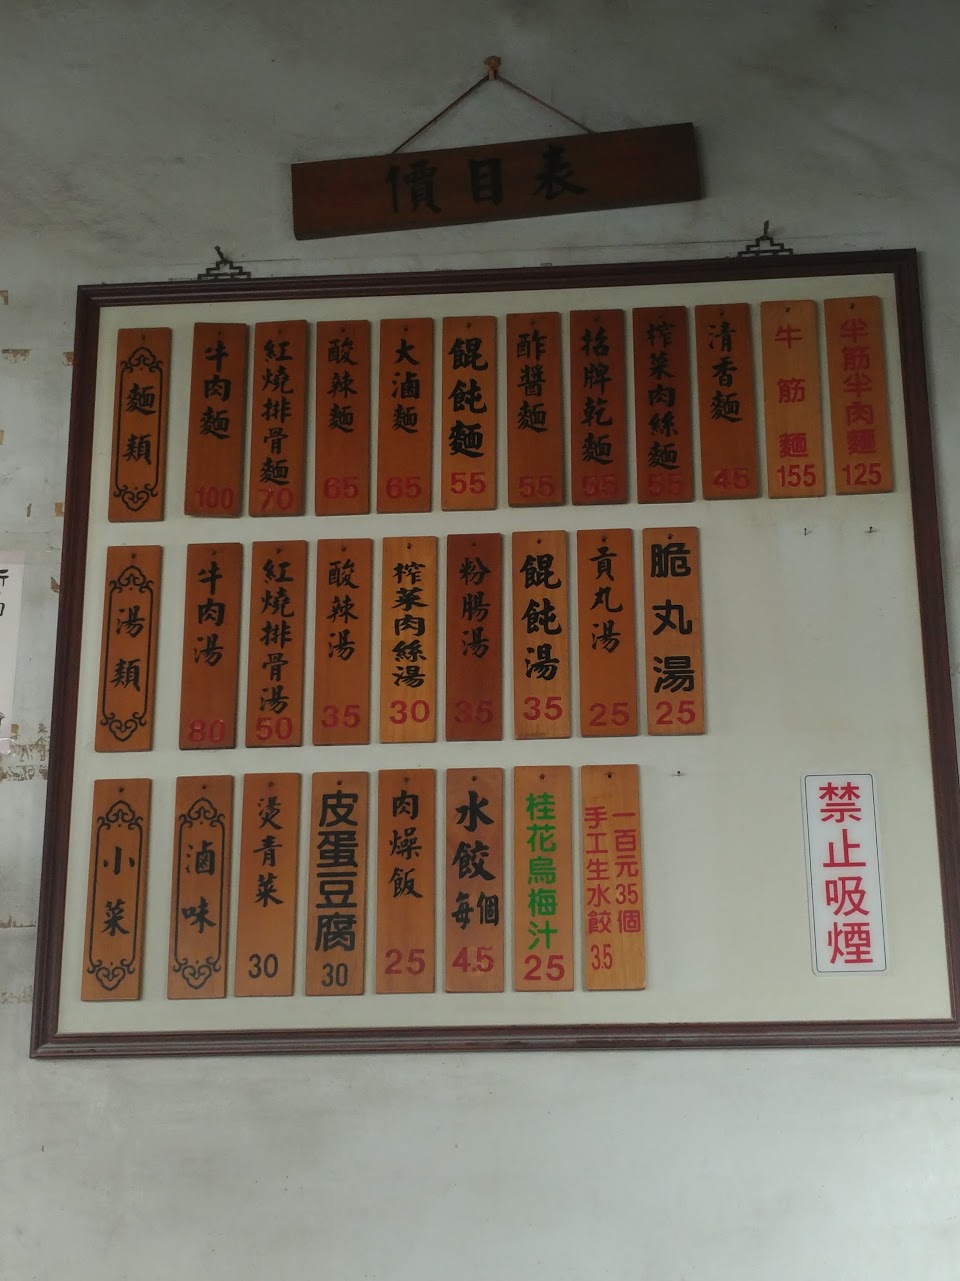 價目表
麵類
牛肉麵 100
紅燒排骨麵 70
酸辣麵 65
大滷麵 65
餛飩麵 55
酢醬麵 55
招牌乾麵 55
榨菜肉絲麵 55
清香麵 45
牛筋麵 155
半筋半肉麵 125
湯類
牛肉湯 80
紅燒排骨湯 50
酸辣湯 35
榨菜肉絲湯 30
粉腸湯 35
餛飩湯 35
貢丸湯 25
脆丸湯 25
小菜
滷味
燙青菜 30
皮蛋豆腐 30
肉燥飯 25
水餃每個 4.5
桂花烏梅汁 25
一百元35個
手工生水餃 3.5
禁止吸煙